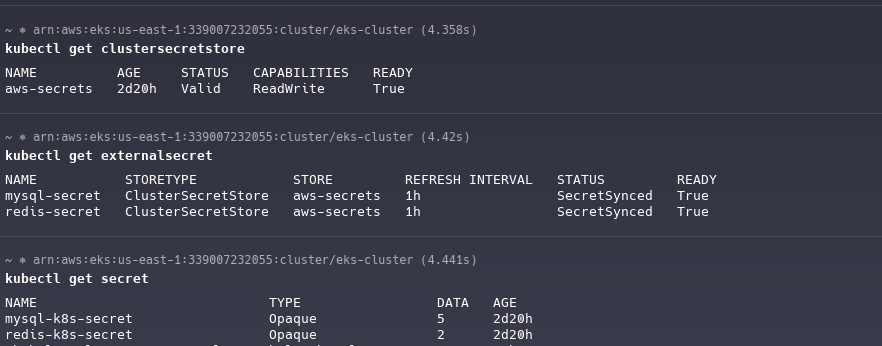 ~ ⎈ arn:aws:eks:us-east-1:339007232055:cluster/eks-cluster (4.358s)
kubectl get clustersecretstore
NAME          AGE     STATUS   CAPABILITIES   READY
aws-secrets   2d20h   Valid    ReadWrite      True
~ ⎈ arn:aws:eks:us-east-1:339007232055:cluster/eks-cluster (4.42s)
kubectl get externalsecret
NAME           STORETYPE            STORE         REFRESH INTERVAL   STATUS         READY
mysql-secret   ClusterSecretStore   aws-secrets   1h                 SecretSynced   True
redis-secret   ClusterSecretStore   aws-secrets   1h                 SecretSynced   True
~ ⎈ arn:aws:eks:us-east-1:339007232055:cluster/eks-cluster (4.441s)
kubectl get secret
NAME                             TYPE                 DATA   AGE
mysql-k8s-secret                 Opaque               5      2d20h
redis-k8s-secret                 Opaque               2      2d20h